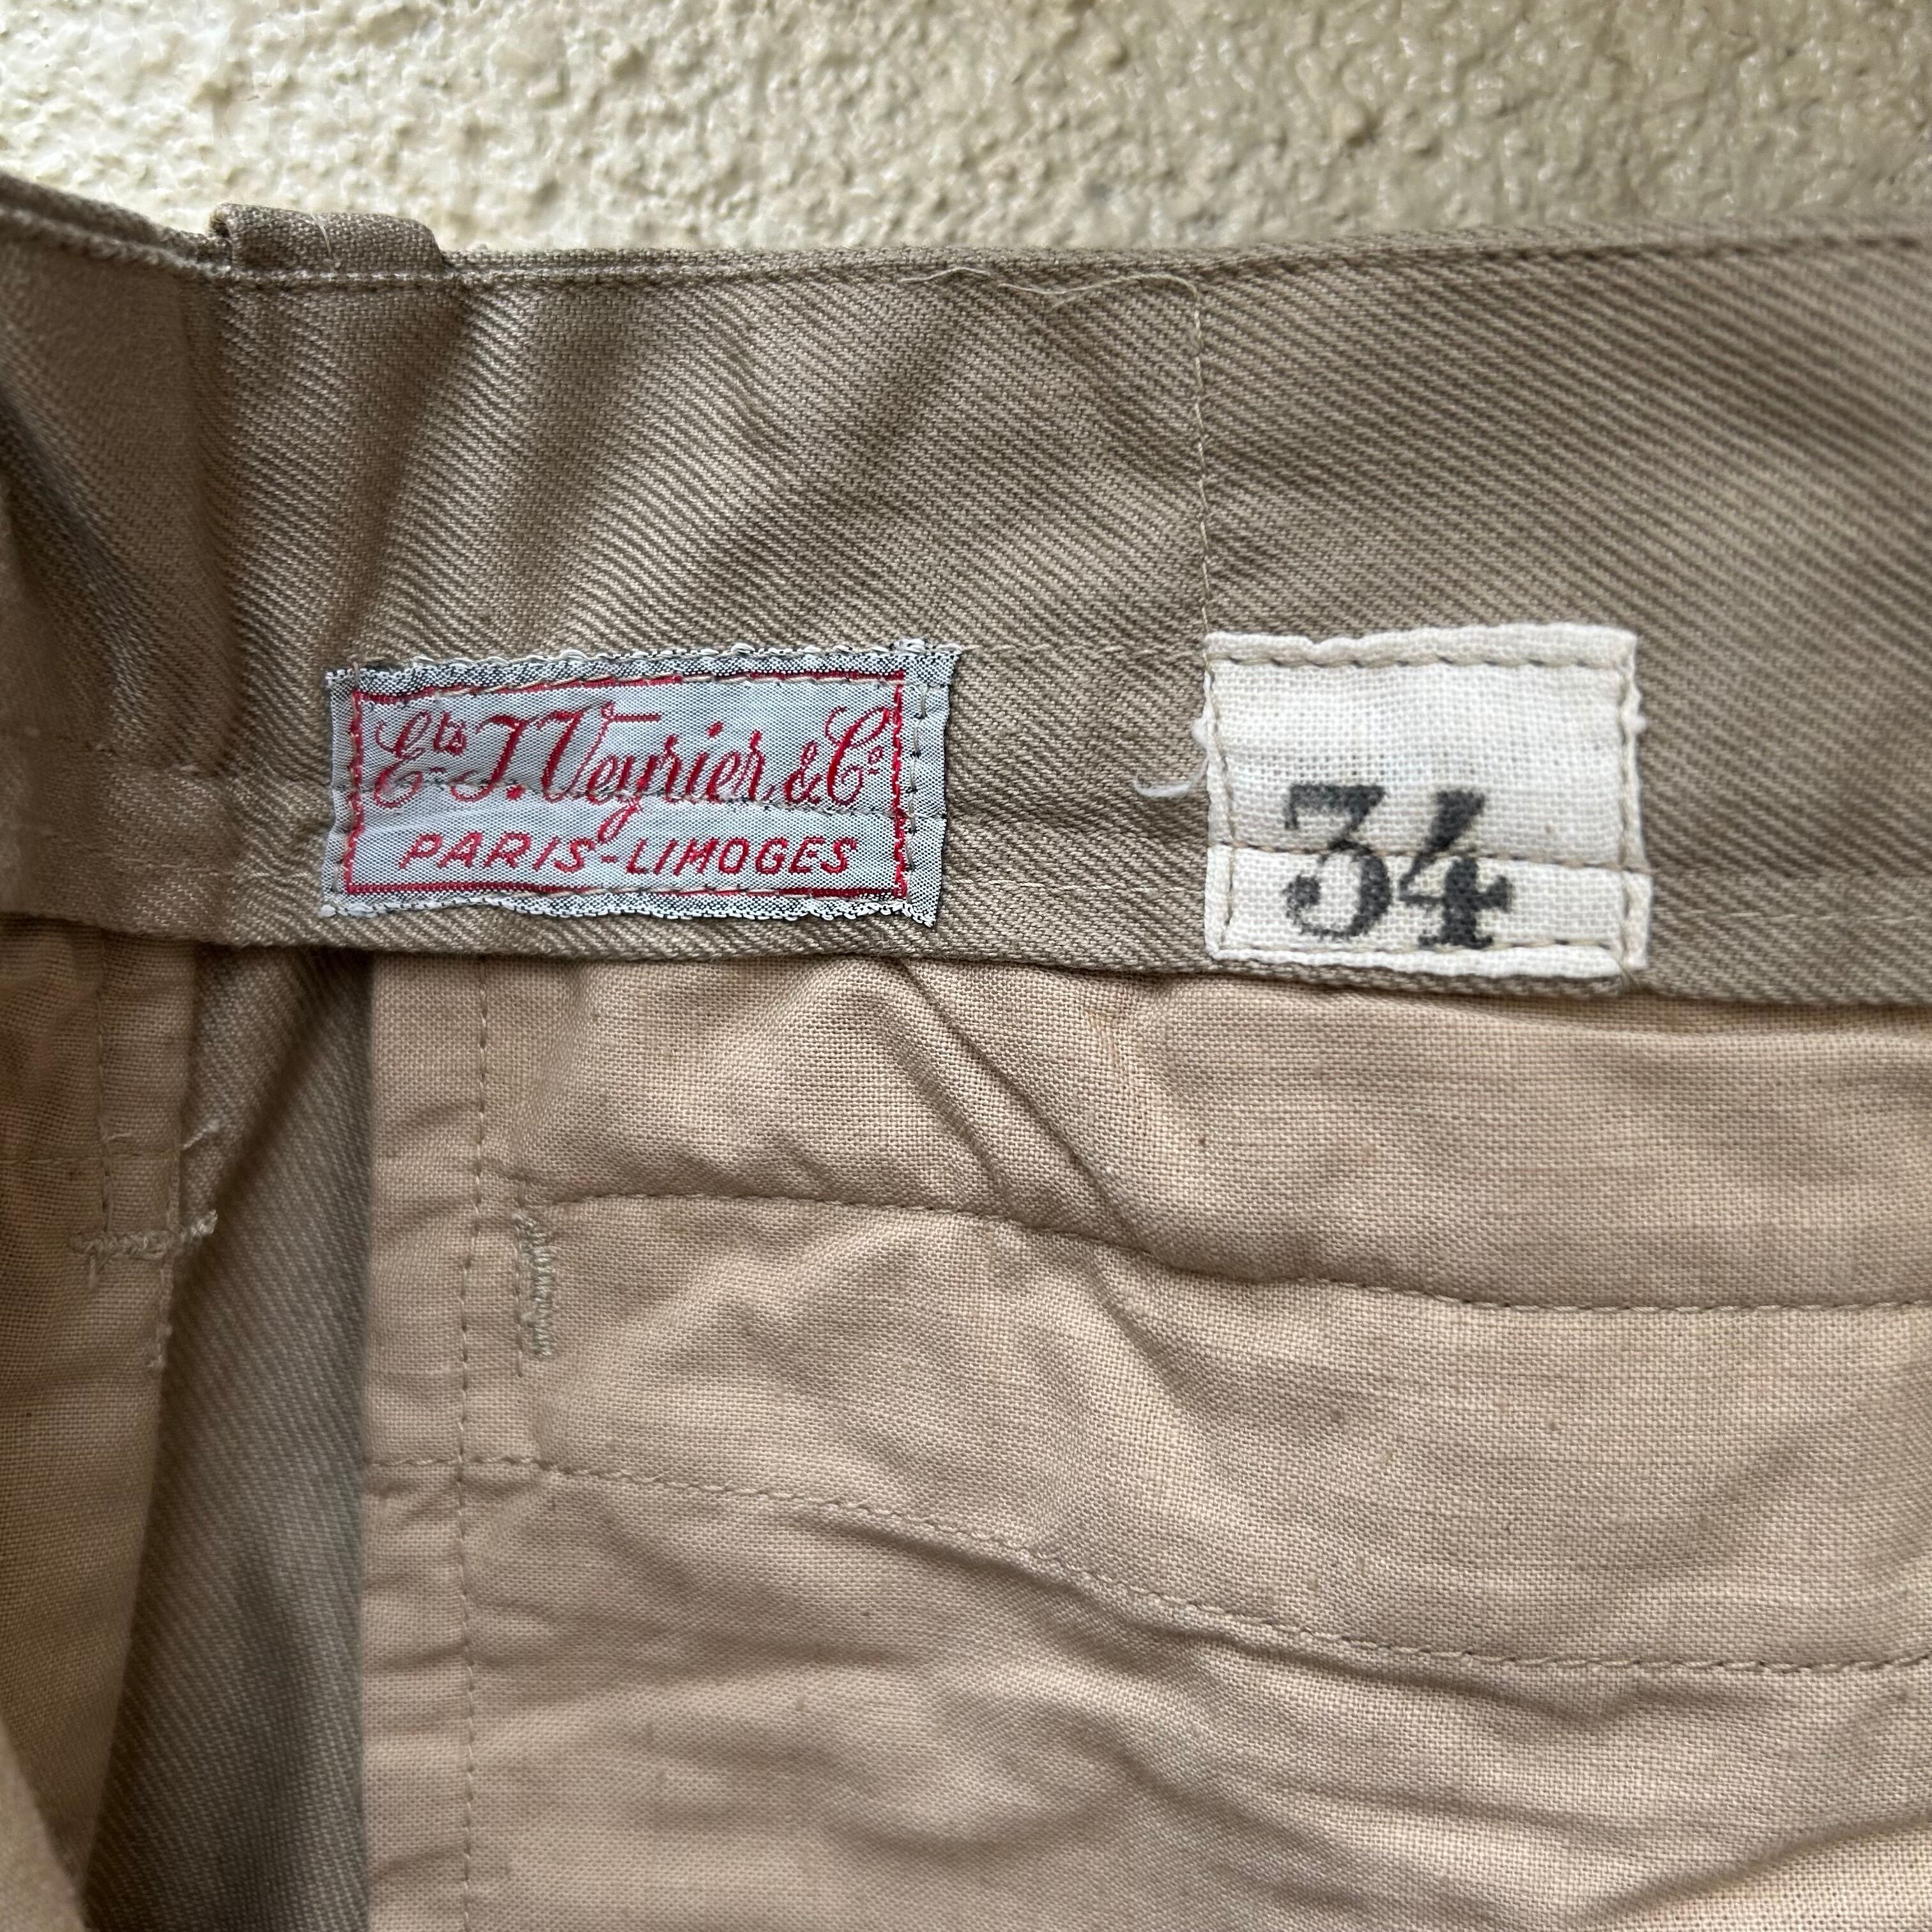 Ets J. Veyrier & Co
PARIS-LIMOGES
34